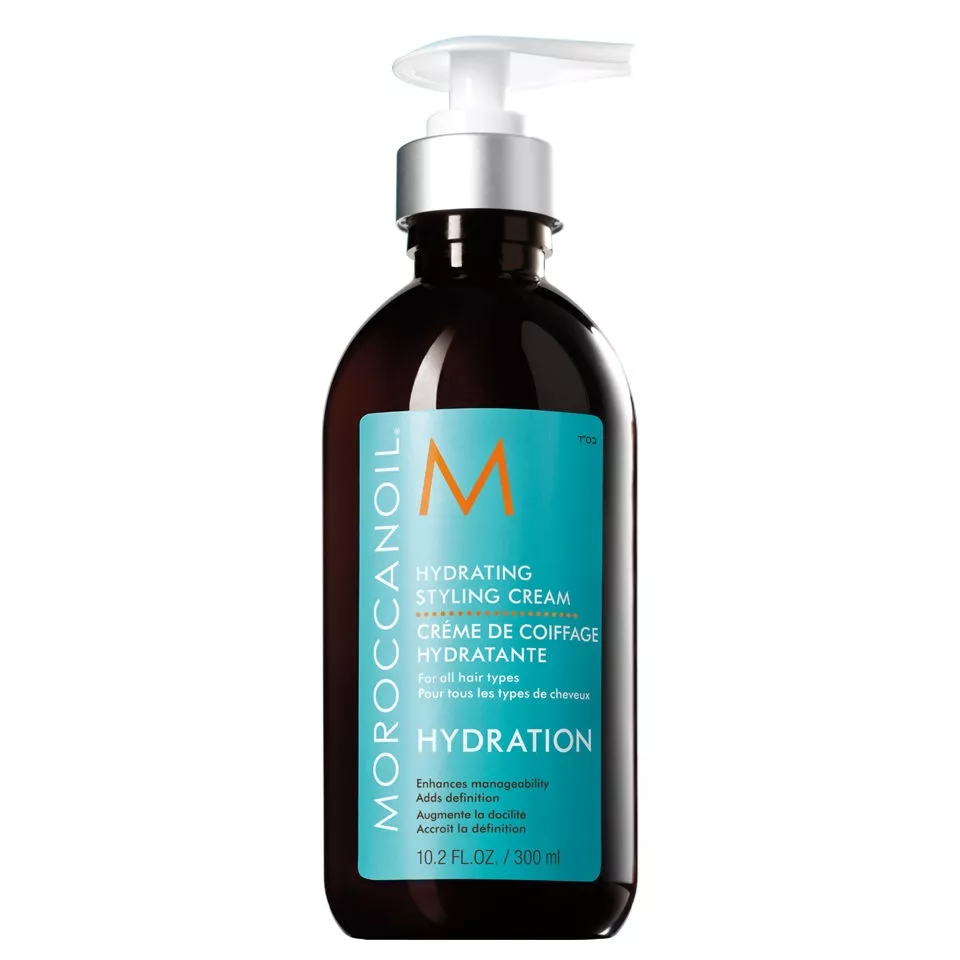 MOROCCANOIL®
M
בס"ד
HYDRATING
STYLING CREAM
CRÉME DE COIFFAGE
HYDRATANTE
For all hair types
Pour tous les types de cheveux
HYDRATION
Enhances manageability
Adds definition
Augmente la docilité
Accroît la définition
10.2 FL.OZ. / 300 ml